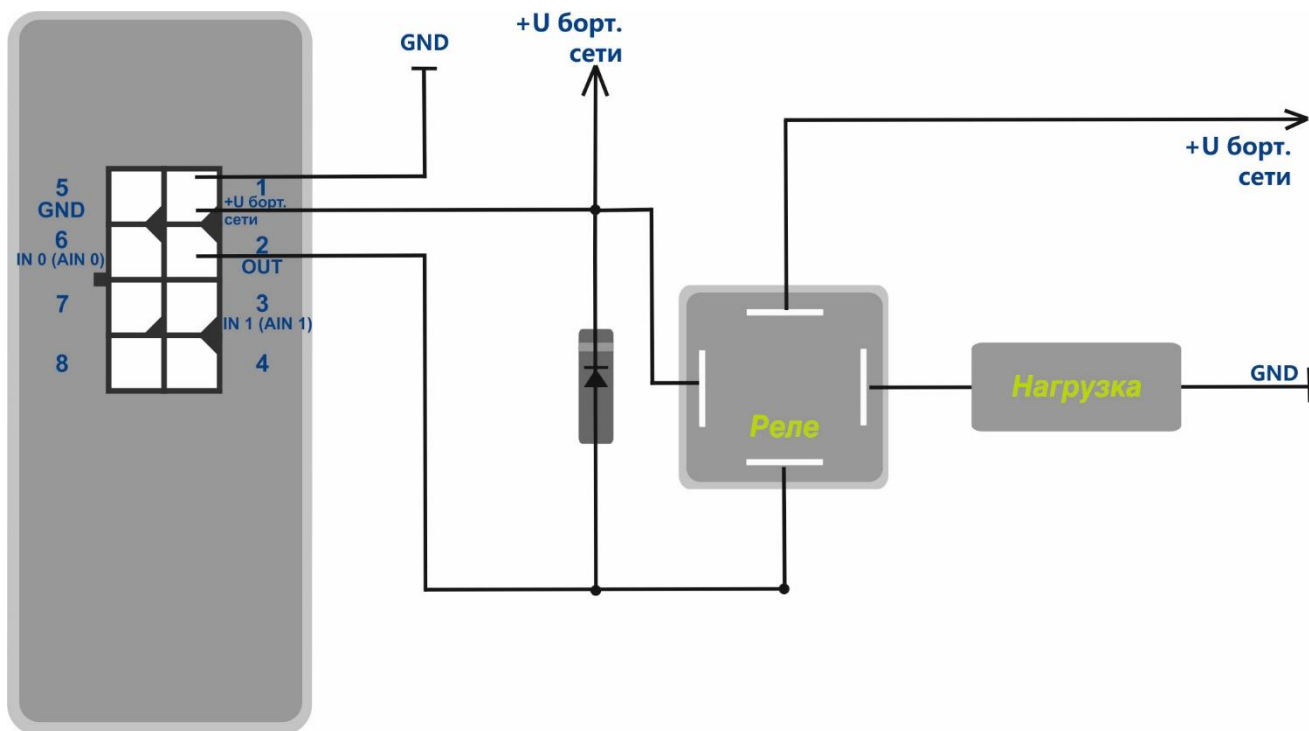 +U борт.
сети
GND
+U борт.
сети
5
GND
1
+U борт.
сети
6
IN 0 (AIN 0)
2
OUT
7
3
IN 1 (AIN 1)
8
4
Реле
Нагрузка
GND